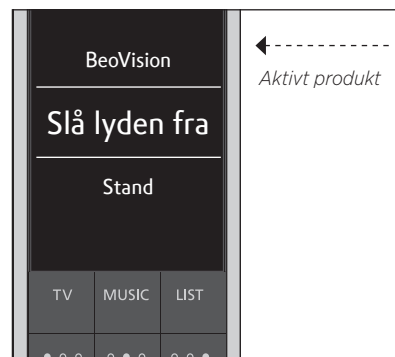 BeoVision
Aktivt produkt
Slå lyden fra
Stand
TV MUSIC LIST